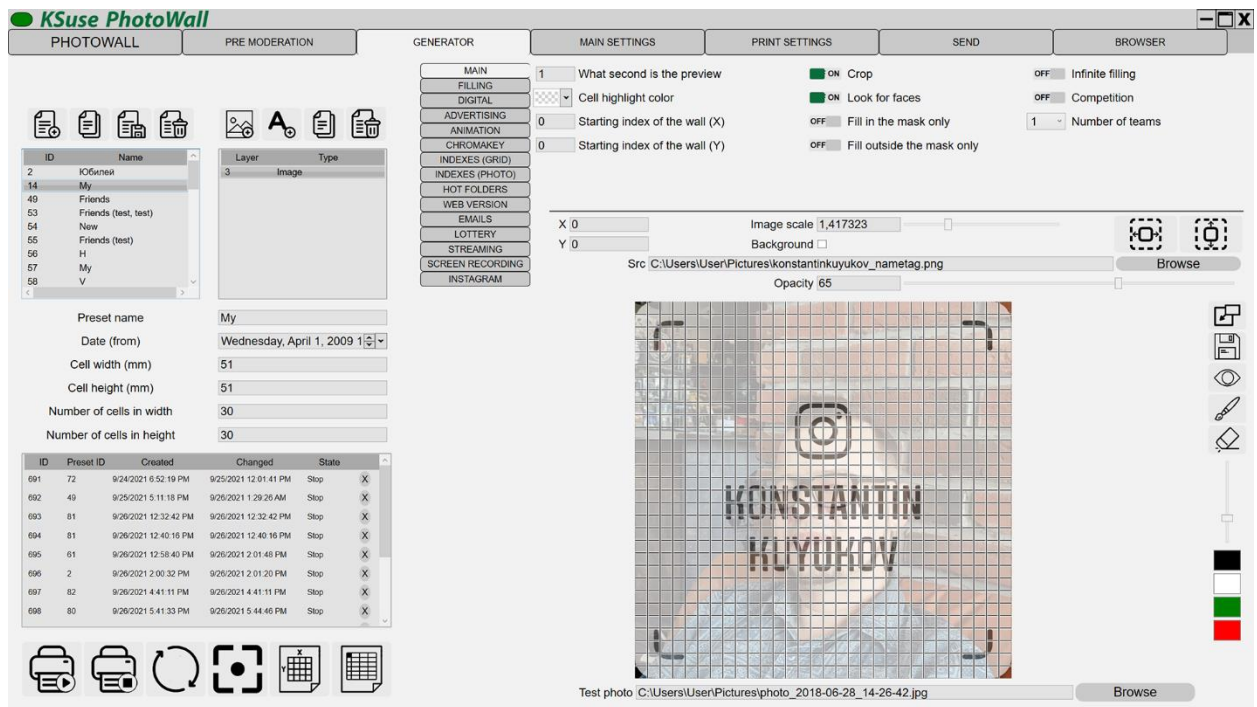 KSuse PhotoWall
PHOTOWALL
PRE MODERATION
GENERATOR
MAIN SETTINGS
PRINT SETTINGS
SEND
BROWSER
MAIN
FILLING
DIGITAL
ADVERTISING
ANIMATION
CHROMAKEY
INDEXES (GRID)
INDEXES (PHOTO)
HOT FOLDERS
WEB VERSION
EMAILS
LOTTERY
STREAMING
SCREEN RECORDING
INSTAGRAM
1 What second is the preview
Cell highlight color
0 Starting index of the wall (X)
0 Starting index of the wall (Y)
ON Crop
ON Look for faces
OFF Fill in the mask only
OFF Fill outside the mask only
OFF Infinite filling
OFF Competition
1 Number of teams
ID Name
2 Юбилей
14 My
49 Friends
53 Friends (test, test)
54 New
55 Friends (test)
56 H
57 My
58 V
Layer Type
3 Image
X 0
Y 0
Image scale 1,417323
Background
Src C:\Users\User\Pictures\konstantinkuyukov_nametag.png Browse
Opacity 65
Preset name My
Date (from) Wednesday, April 1, 2009 1
Cell width (mm) 51
Cell height (mm) 51
Number of cells in width 30
Number of cells in height 30
ID Preset ID Created Changed State
691 72 9/24/2021 6:52:19 PM 9/25/2021 12:01:41 PM Stop X
692 49 9/25/2021 5:11:18 PM 9/26/2021 1:29:26 AM Stop X
693 81 9/26/2021 12:32:42 PM 9/26/2021 12:32:42 PM Stop X
694 81 9/26/2021 12:40:16 PM 9/26/2021 12:40:16 PM Stop X
695 61 9/26/2021 12:58:40 PM 9/26/2021 2:01:48 PM Stop X
696 2 9/26/2021 2:00:32 PM 9/26/2021 2:01:20 PM Stop X
697 82 9/26/2021 4:41:11 PM 9/26/2021 4:41:11 PM Stop X
698 80 9/26/2021 5:41:33 PM 9/26/2021 5:44:46 PM Stop X
X
Y
KONSTANTIN
KUYUKOV
Test photo C:\Users\User\Pictures\photo_2018-06-28_14-26-42.jpg Browse